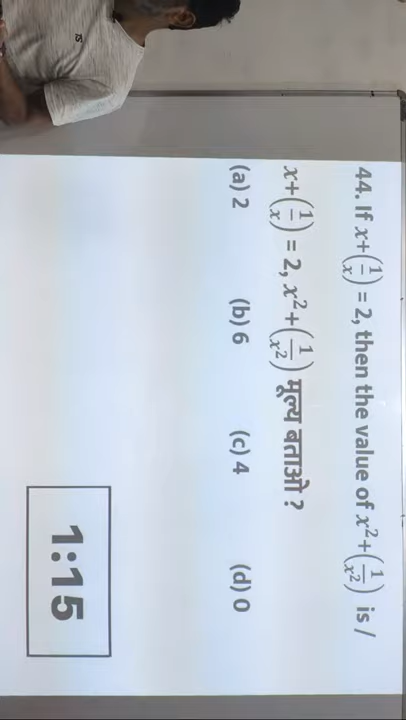 44. If x+(1/x) = 2, then the value of x²+(1/x²) is /
x+(1/x) = 2, x²+(1/x²) मूल्य बताओ ?
(a) 2 (b) 6 (c) 4 (d) 0
1:15